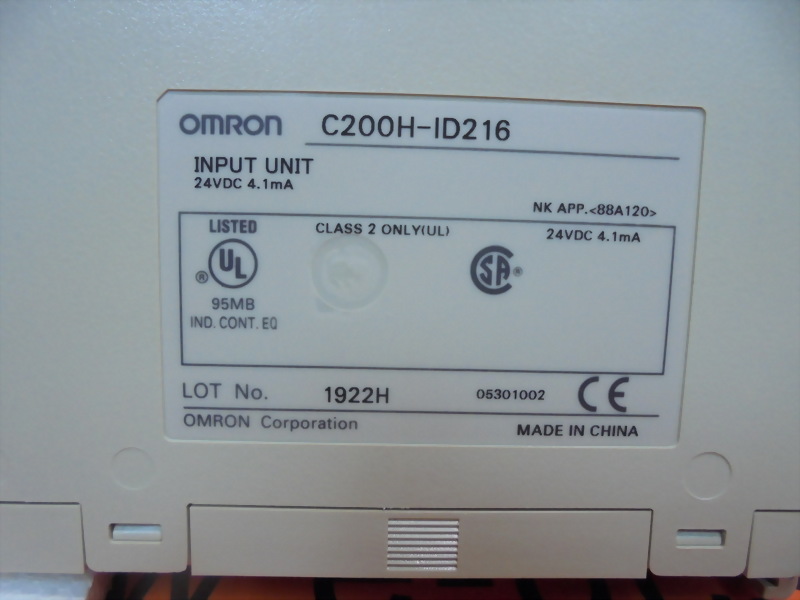 OMRON C200H-ID216
INPUT UNIT
24VDC 4.1mA
NK APP.<88A120>
LISTED CLASS 2 ONLY(UL) 24VDC 4.1mA
UL
® SA ®
95MB
IND. CONT. EQ
LOT No. 1922H 05301002 CE
OMRON Corporation
MADE IN CHINA